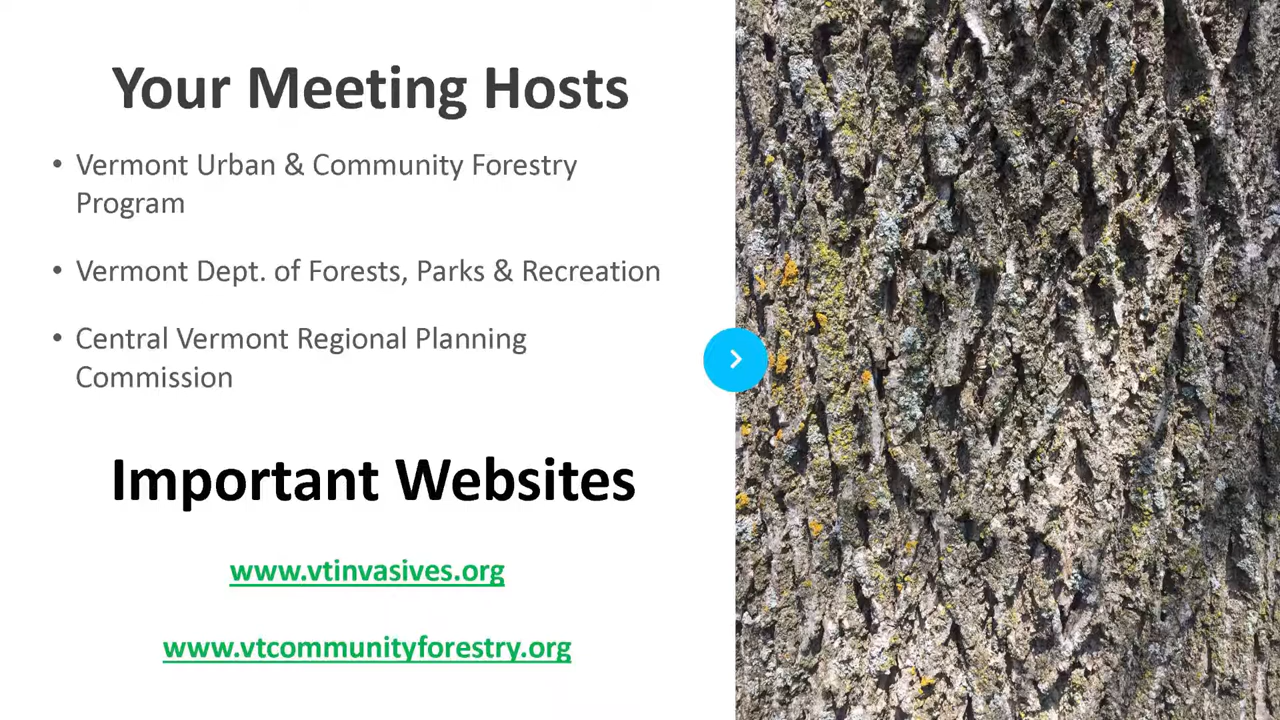 Your Meeting Hosts
• Vermont Urban & Community Forestry
Program
• Vermont Dept. of Forests, Parks & Recreation
• Central Vermont Regional Planning
Commission
Important Websites
www.vtinvasives.org
www.vtcommunityforestry.org